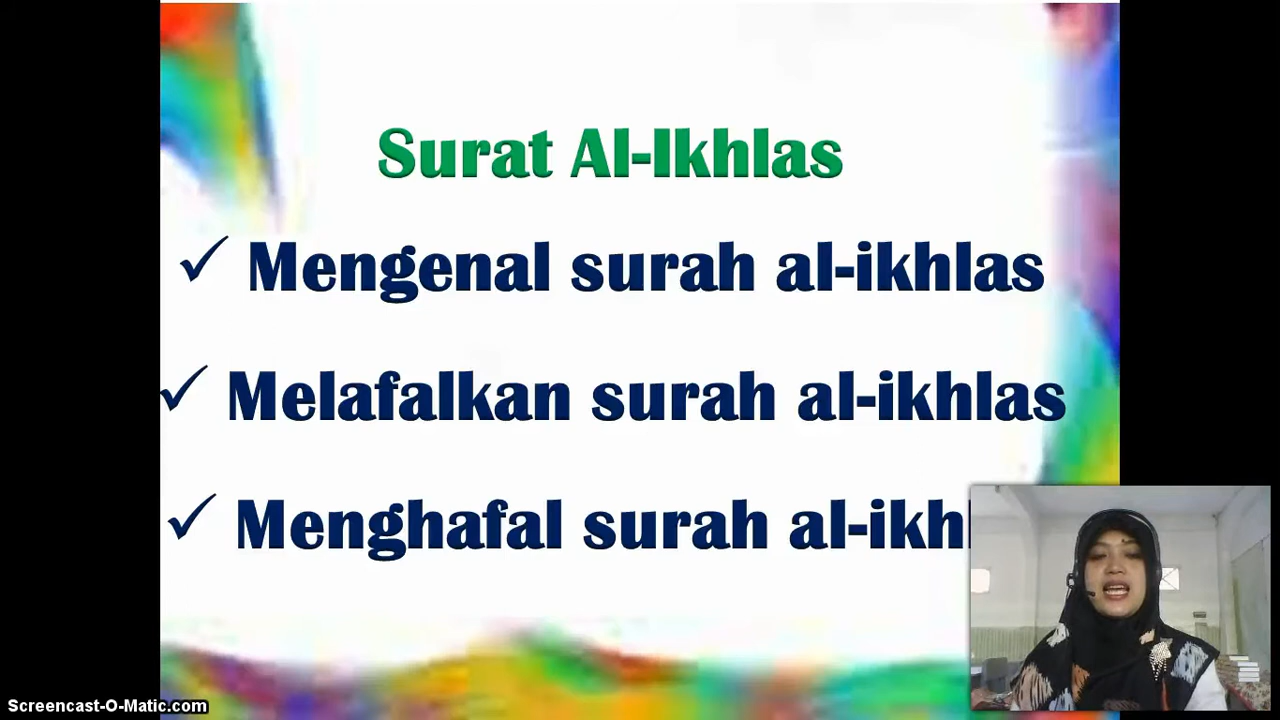 Surat Al-Ikhlas
✓ Mengenal surah al-ikhlas
✓ Melafalkan surah al-ikhlas
✓ Menghafal surah al-ikh
Screencast-O-Matic.com